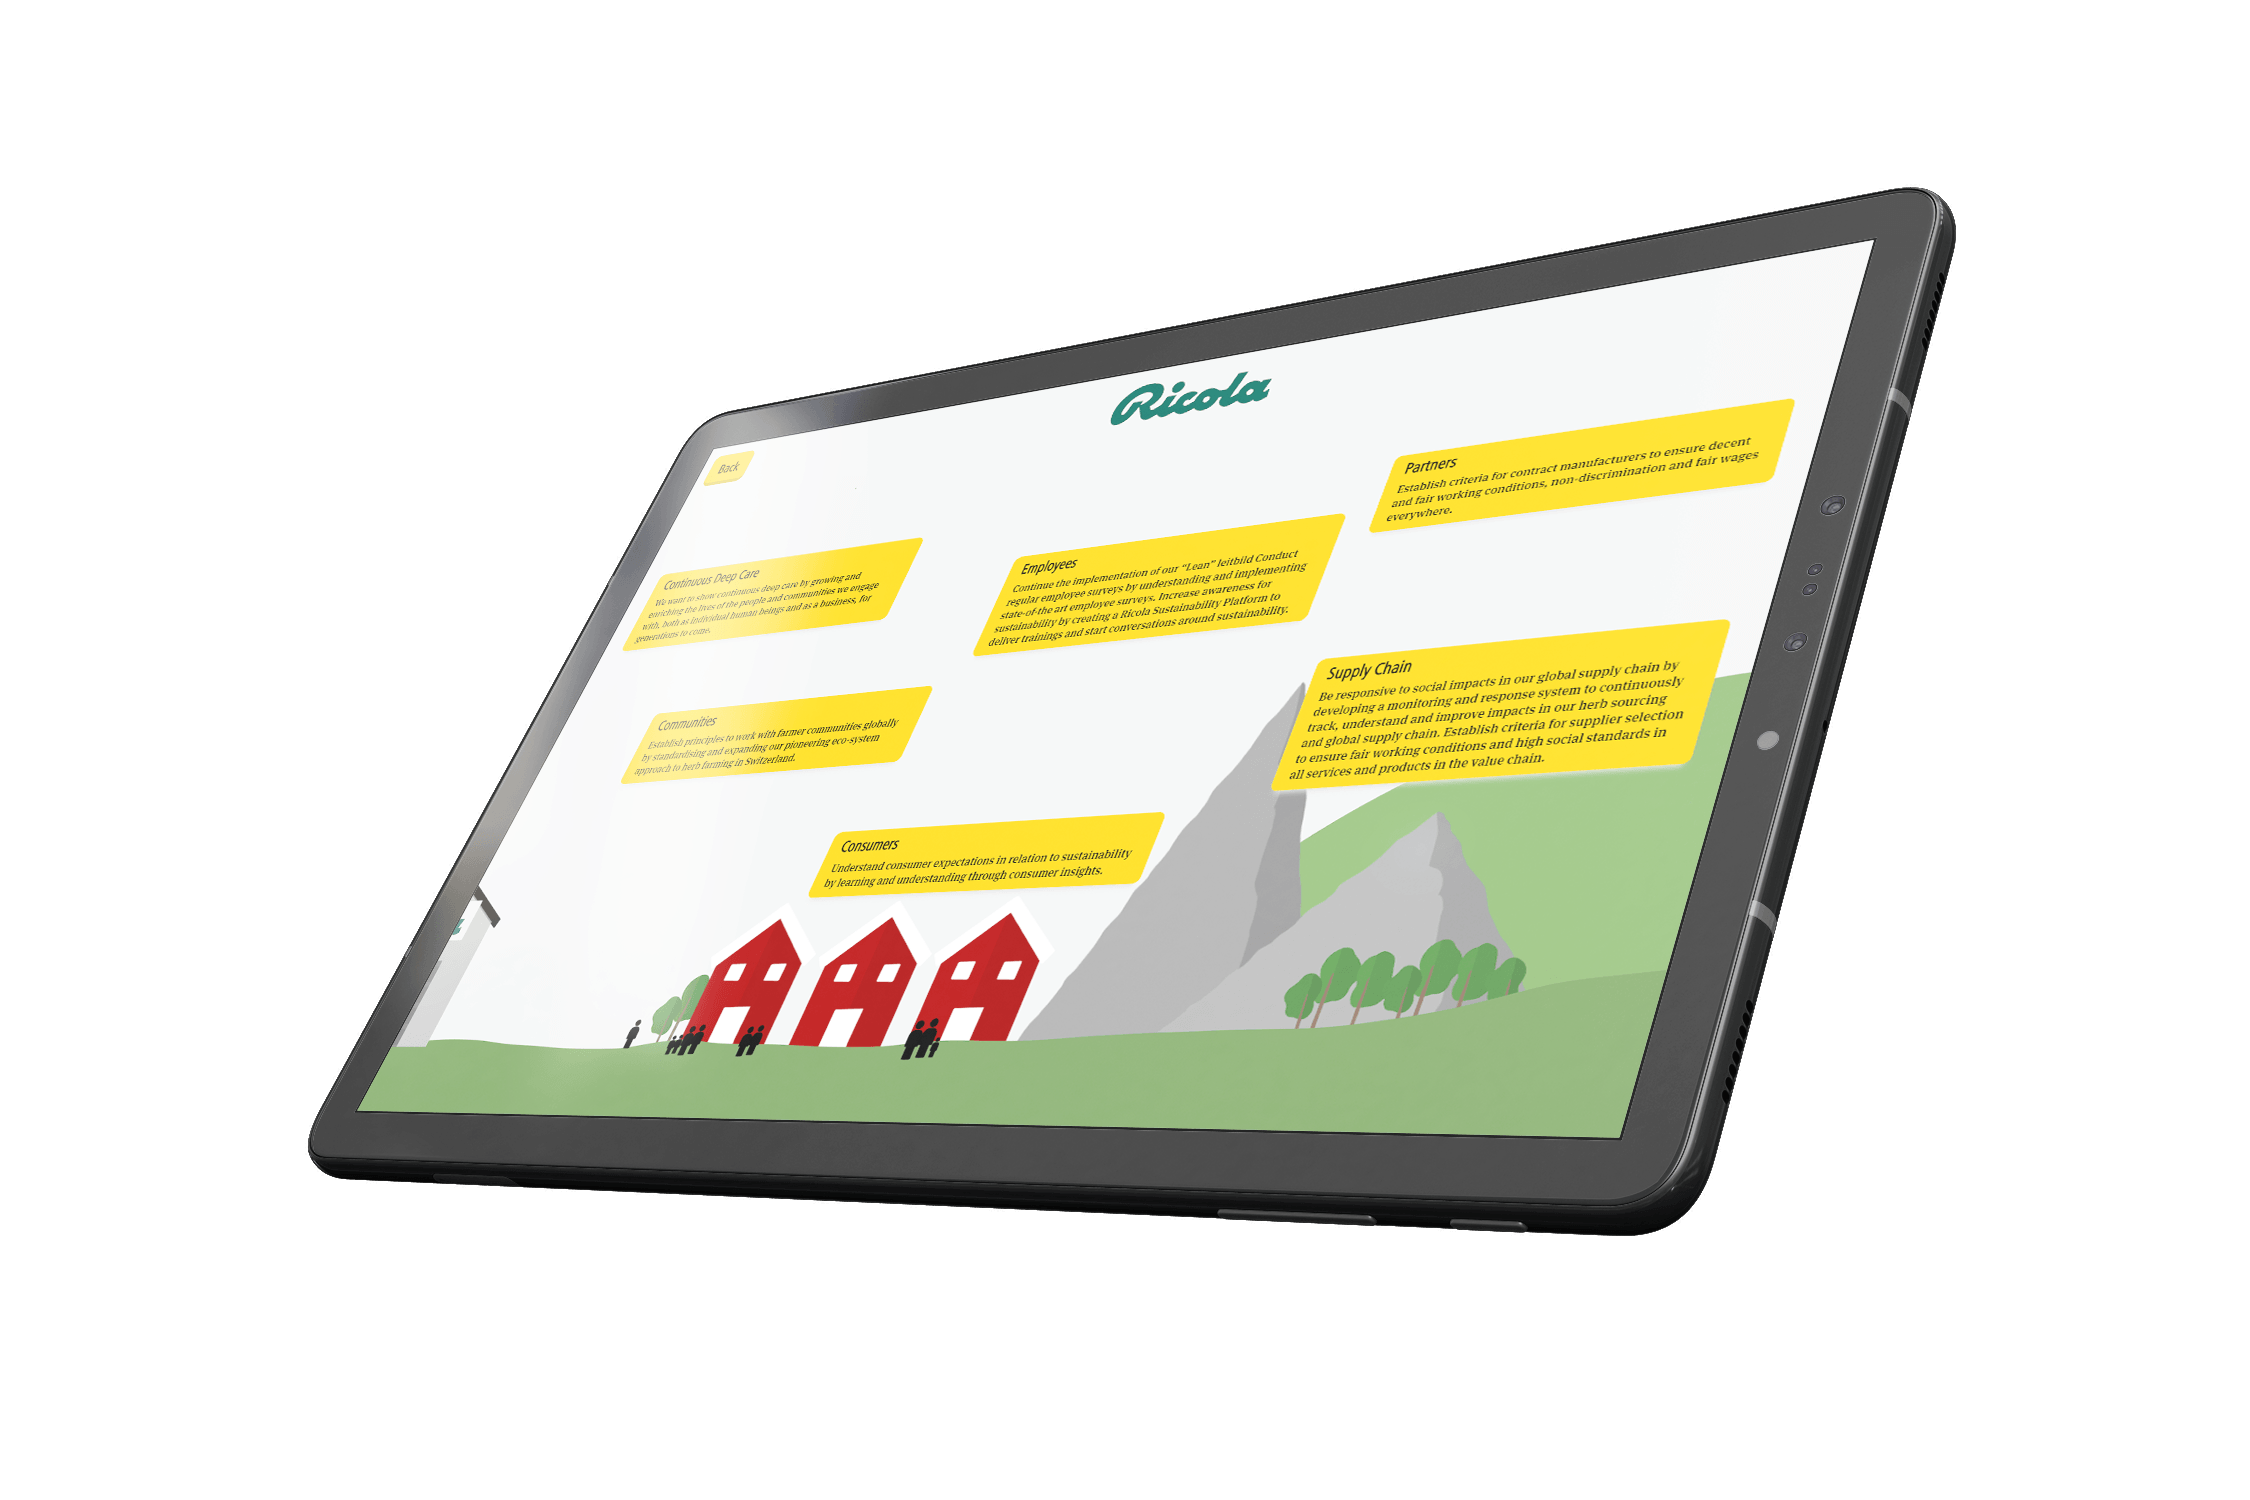 Ricola
Back
Continuous Deep Care
We want to show continuous deep care by growing and
enriching the lives of the people and communities we engage
with, both as individual human beings and as a business, for
generations to come.
Employees
Continue the implementation of our “Lean” leitbild Conduct
regular employee surveys by understanding and implementing
state-of-the art employee surveys. Increase awareness for
sustainability by creating a Ricola Sustainability Platform to
deliver trainings and start conversations around sustainability.
Partners
Establish criteria for contract manufacturers to ensure decent
and fair working conditions, non-discrimination and fair wages
everywhere.
Communities
Establish principles to work with farmer communities globally
by standardising and expanding our pioneering eco-system
approach to herb farming in Switzerland.
Supply Chain
Be responsive to social impacts in our global supply chain by
developing a monitoring and response system to continuously
track, understand and improve impacts in our herb sourcing
and global supply chain. Establish criteria for supplier selection
to ensure fair working conditions and high social standards in
all services and products in the value chain.
Consumers
Understand consumer expectations in relation to sustainability
by learning and understanding through consumer insights.